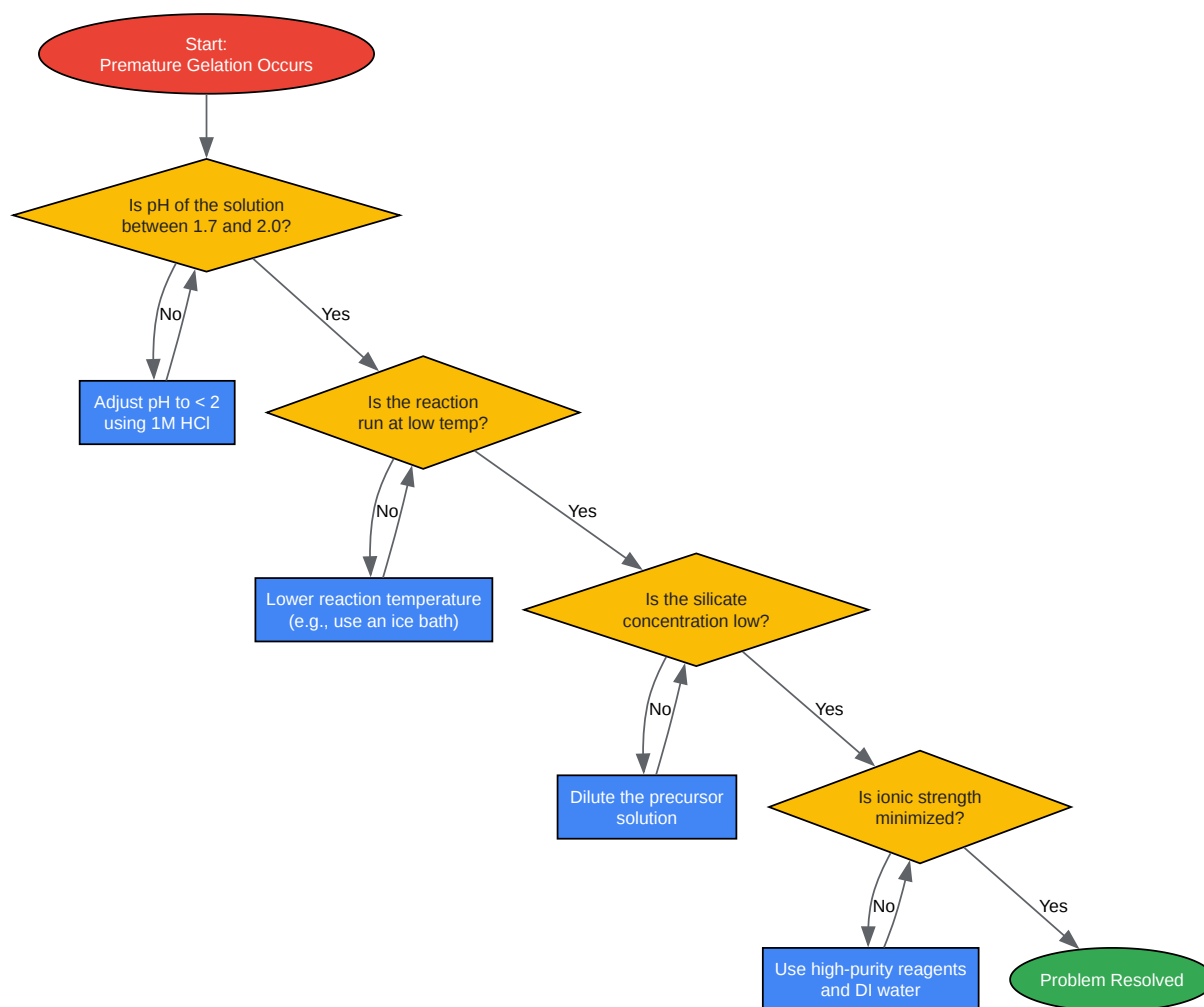 Start:
Premature Gelation Occurs
Is pH of the solution
between 1.7 and 2.0?
No
Yes
Adjust pH to < 2
using 1M HCl
Is the reaction
run at low temp?
No
Yes
Lower reaction temperature
(e.g., use an ice bath)
Is the silicate
concentration low?
No
Yes
Dilute the precursor
solution
Is ionic strength
minimized?
No
Yes
Use high-purity reagents
and DI water
Problem Resolved